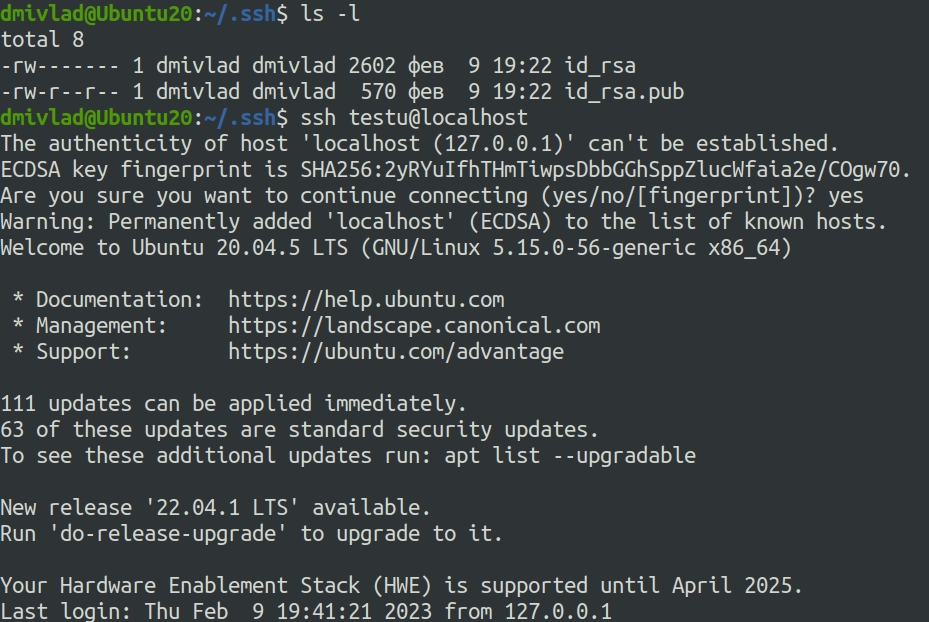 dmivlad@Ubuntu20:~/.ssh$ ls -l
total 8
-rw------- 1 dmivlad dmivlad 2602 фев  9 19:22 id_rsa
-rw-r--r-- 1 dmivlad dmivlad  570 фев  9 19:22 id_rsa.pub
dmivlad@Ubuntu20:~/.ssh$ ssh testu@localhost
The authenticity of host 'localhost (127.0.0.1)' can't be established.
ECDSA key fingerprint is SHA256:2yRYuIfhTHmTiwpsDbbGGhSppZlucWfaia2e/COgw70.
Are you sure you want to continue connecting (yes/no/[fingerprint])? yes
Warning: Permanently added 'localhost' (ECDSA) to the list of known hosts.
Welcome to Ubuntu 20.04.5 LTS (GNU/Linux 5.15.0-56-generic x86_64)

 * Documentation:  https://help.ubuntu.com
 * Management:     https://landscape.canonical.com
 * Support:        https://ubuntu.com/advantage

111 updates can be applied immediately.
63 of these updates are standard security updates.
To see these additional updates run: apt list --upgradable

New release '22.04.1 LTS' available.
Run 'do-release-upgrade' to upgrade to it.

Your Hardware Enablement Stack (HWE) is supported until April 2025.
Last login: Thu Feb  9 19:41:21 2023 from 127.0.0.1